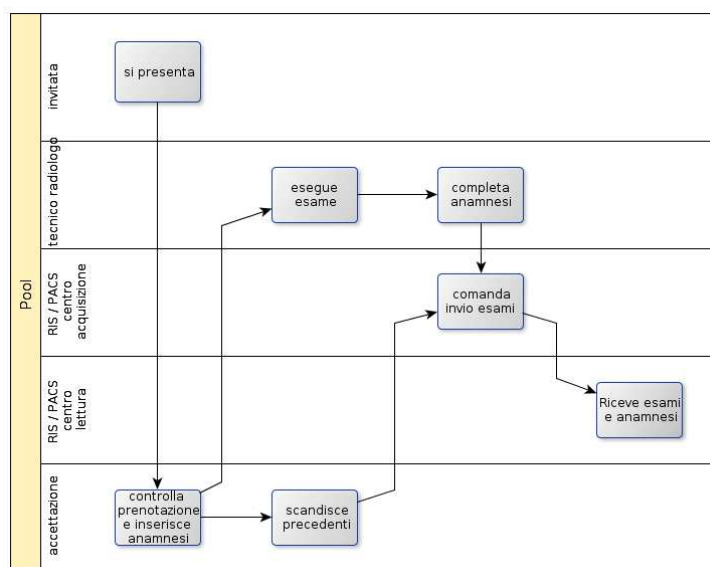 Pool
invitata
si presenta
tecnico radiologo
esegue
esame
completa
anamnesi
RIS / PACS
centro
acquisizione
comanda
invio esami
RIS / PACS
centro
lettura
Riceve esami
e anamnesi
accettazione
controlla
prenotazione
e inserisce
anamnesi
scandisce
precedenti